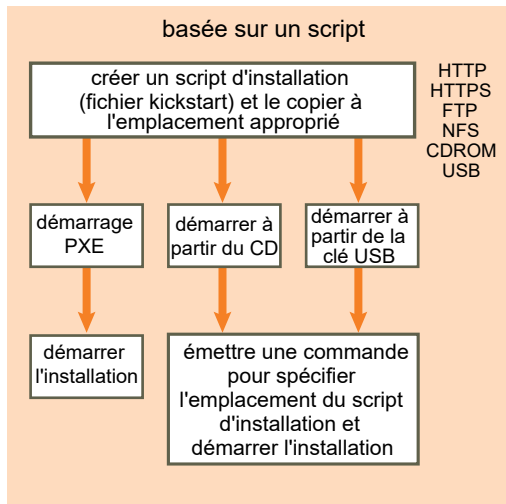 basée sur un script
créer un script d'installation
(fichier kickstart) et le copier à
l'emplacement approprié
HTTP
HTTPS
FTP
NFS
CDROM
USB
démarrage
PXE
démarrer à
partir du CD
démarrer à
partir de la
clé USB
démarrer
l'installation
émettre une commande
pour spécifier
l'emplacement du script
d'installation et
démarrer l'installation